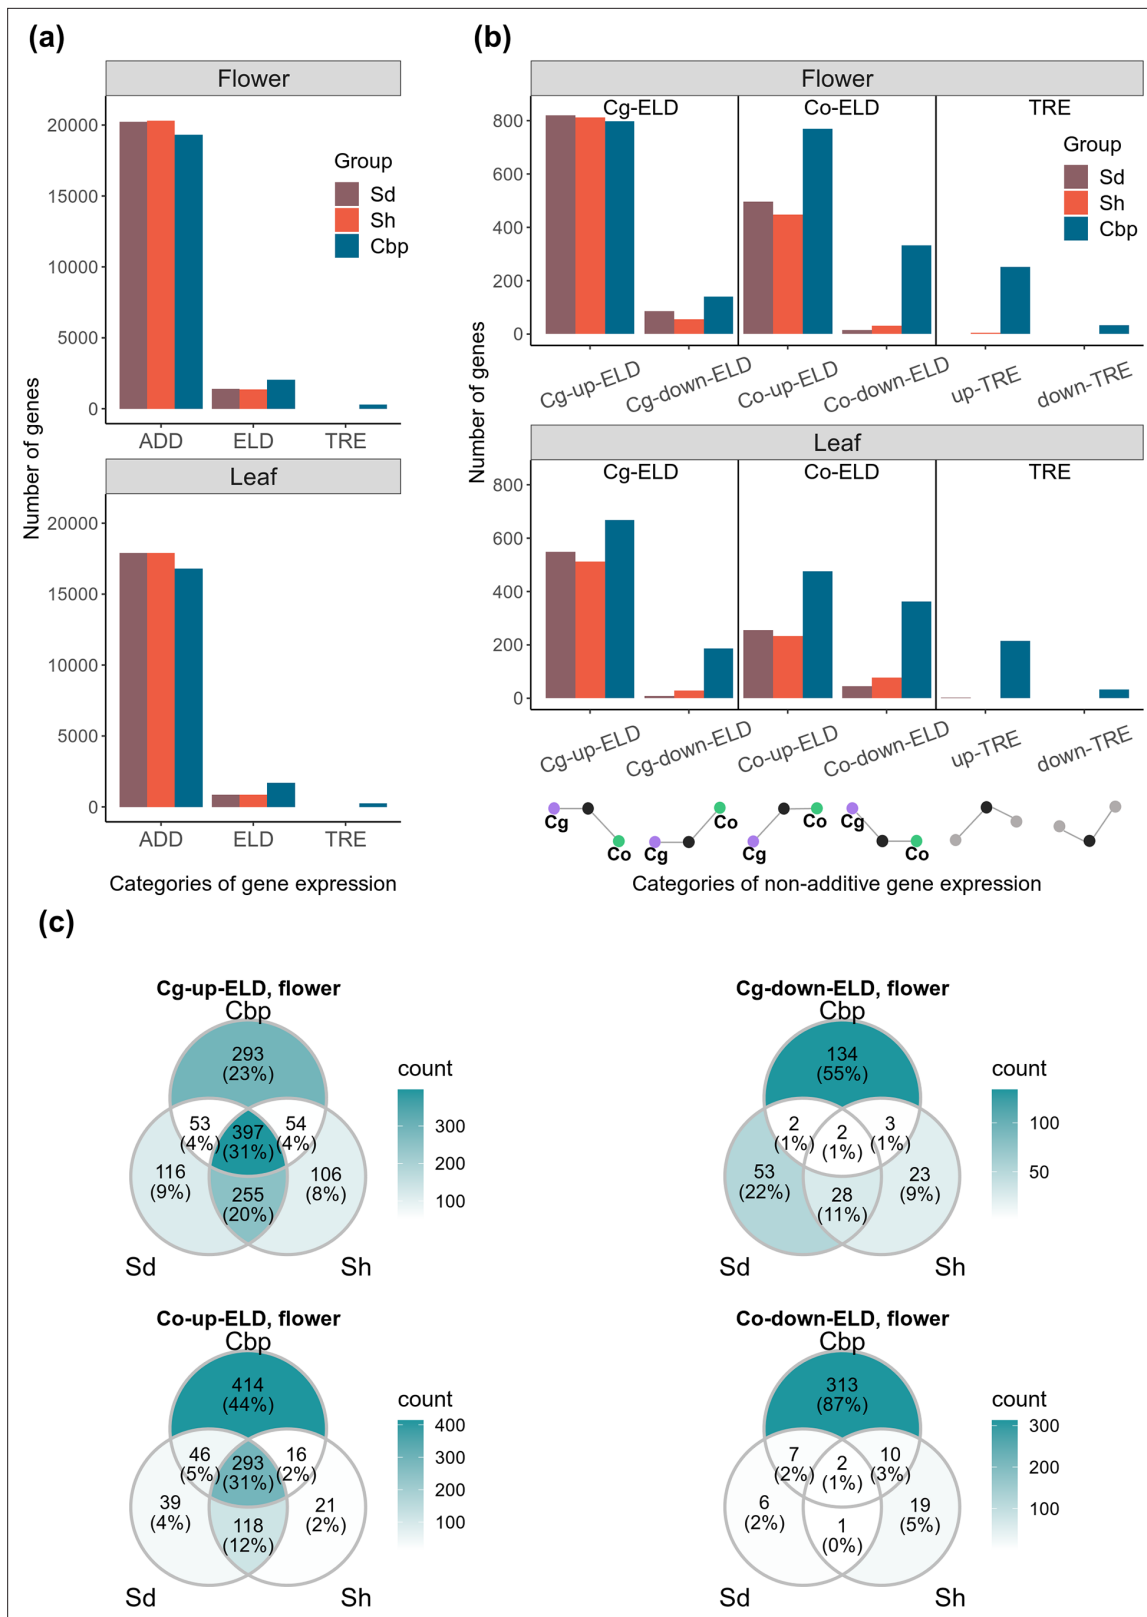 (a)
Flower
Number of genes
20000
15000
10000
5000
0
Group
Sd
Sh
Cbp
ADD ELD TRE
Leaf
20000
15000
10000
5000
0
ADD ELD TRE
Categories of gene expression
(b)
Flower
Number of genes
Cg-ELD Co-ELD TRE
800
600
400
200
0
Group
Sd
Sh
Cbp
Cg-up-ELD Cg-down-ELD Co-up-ELD Co-down-ELD up-TRE down-TRE
Leaf
Cg-ELD Co-ELD TRE
800
600
400
200
0
Cg-up-ELD Cg-down-ELD Co-up-ELD Co-down-ELD up-TRE down-TRE
Cg Co Cg Co Cg Co Cg Co
Categories of non-additive gene expression
(c)
Cg-up-ELD, flower
Cbp
293
(23%)
53
(4%)
397
(31%)
54
(4%)
116
(9%)
255
(20%)
106
(8%)
Sd Sh
count
300
200
100
Cg-down-ELD, flower
Cbp
134
(55%)
2
(1%)
2
(1%)
3
(1%)
53
(22%)
28
(11%)
23
(9%)
Sd Sh
count
100
50
Co-up-ELD, flower
Cbp
414
(44%)
46
(5%)
293
(31%)
16
(2%)
39
(4%)
118
(12%)
21
(2%)
Sd Sh
count
400
300
200
100
Co-down-ELD, flower
Cbp
313
(87%)
7
(2%)
2
(1%)
10
(3%)
6
(2%)
1
(0%)
19
(5%)
Sd Sh
count
300
200
100